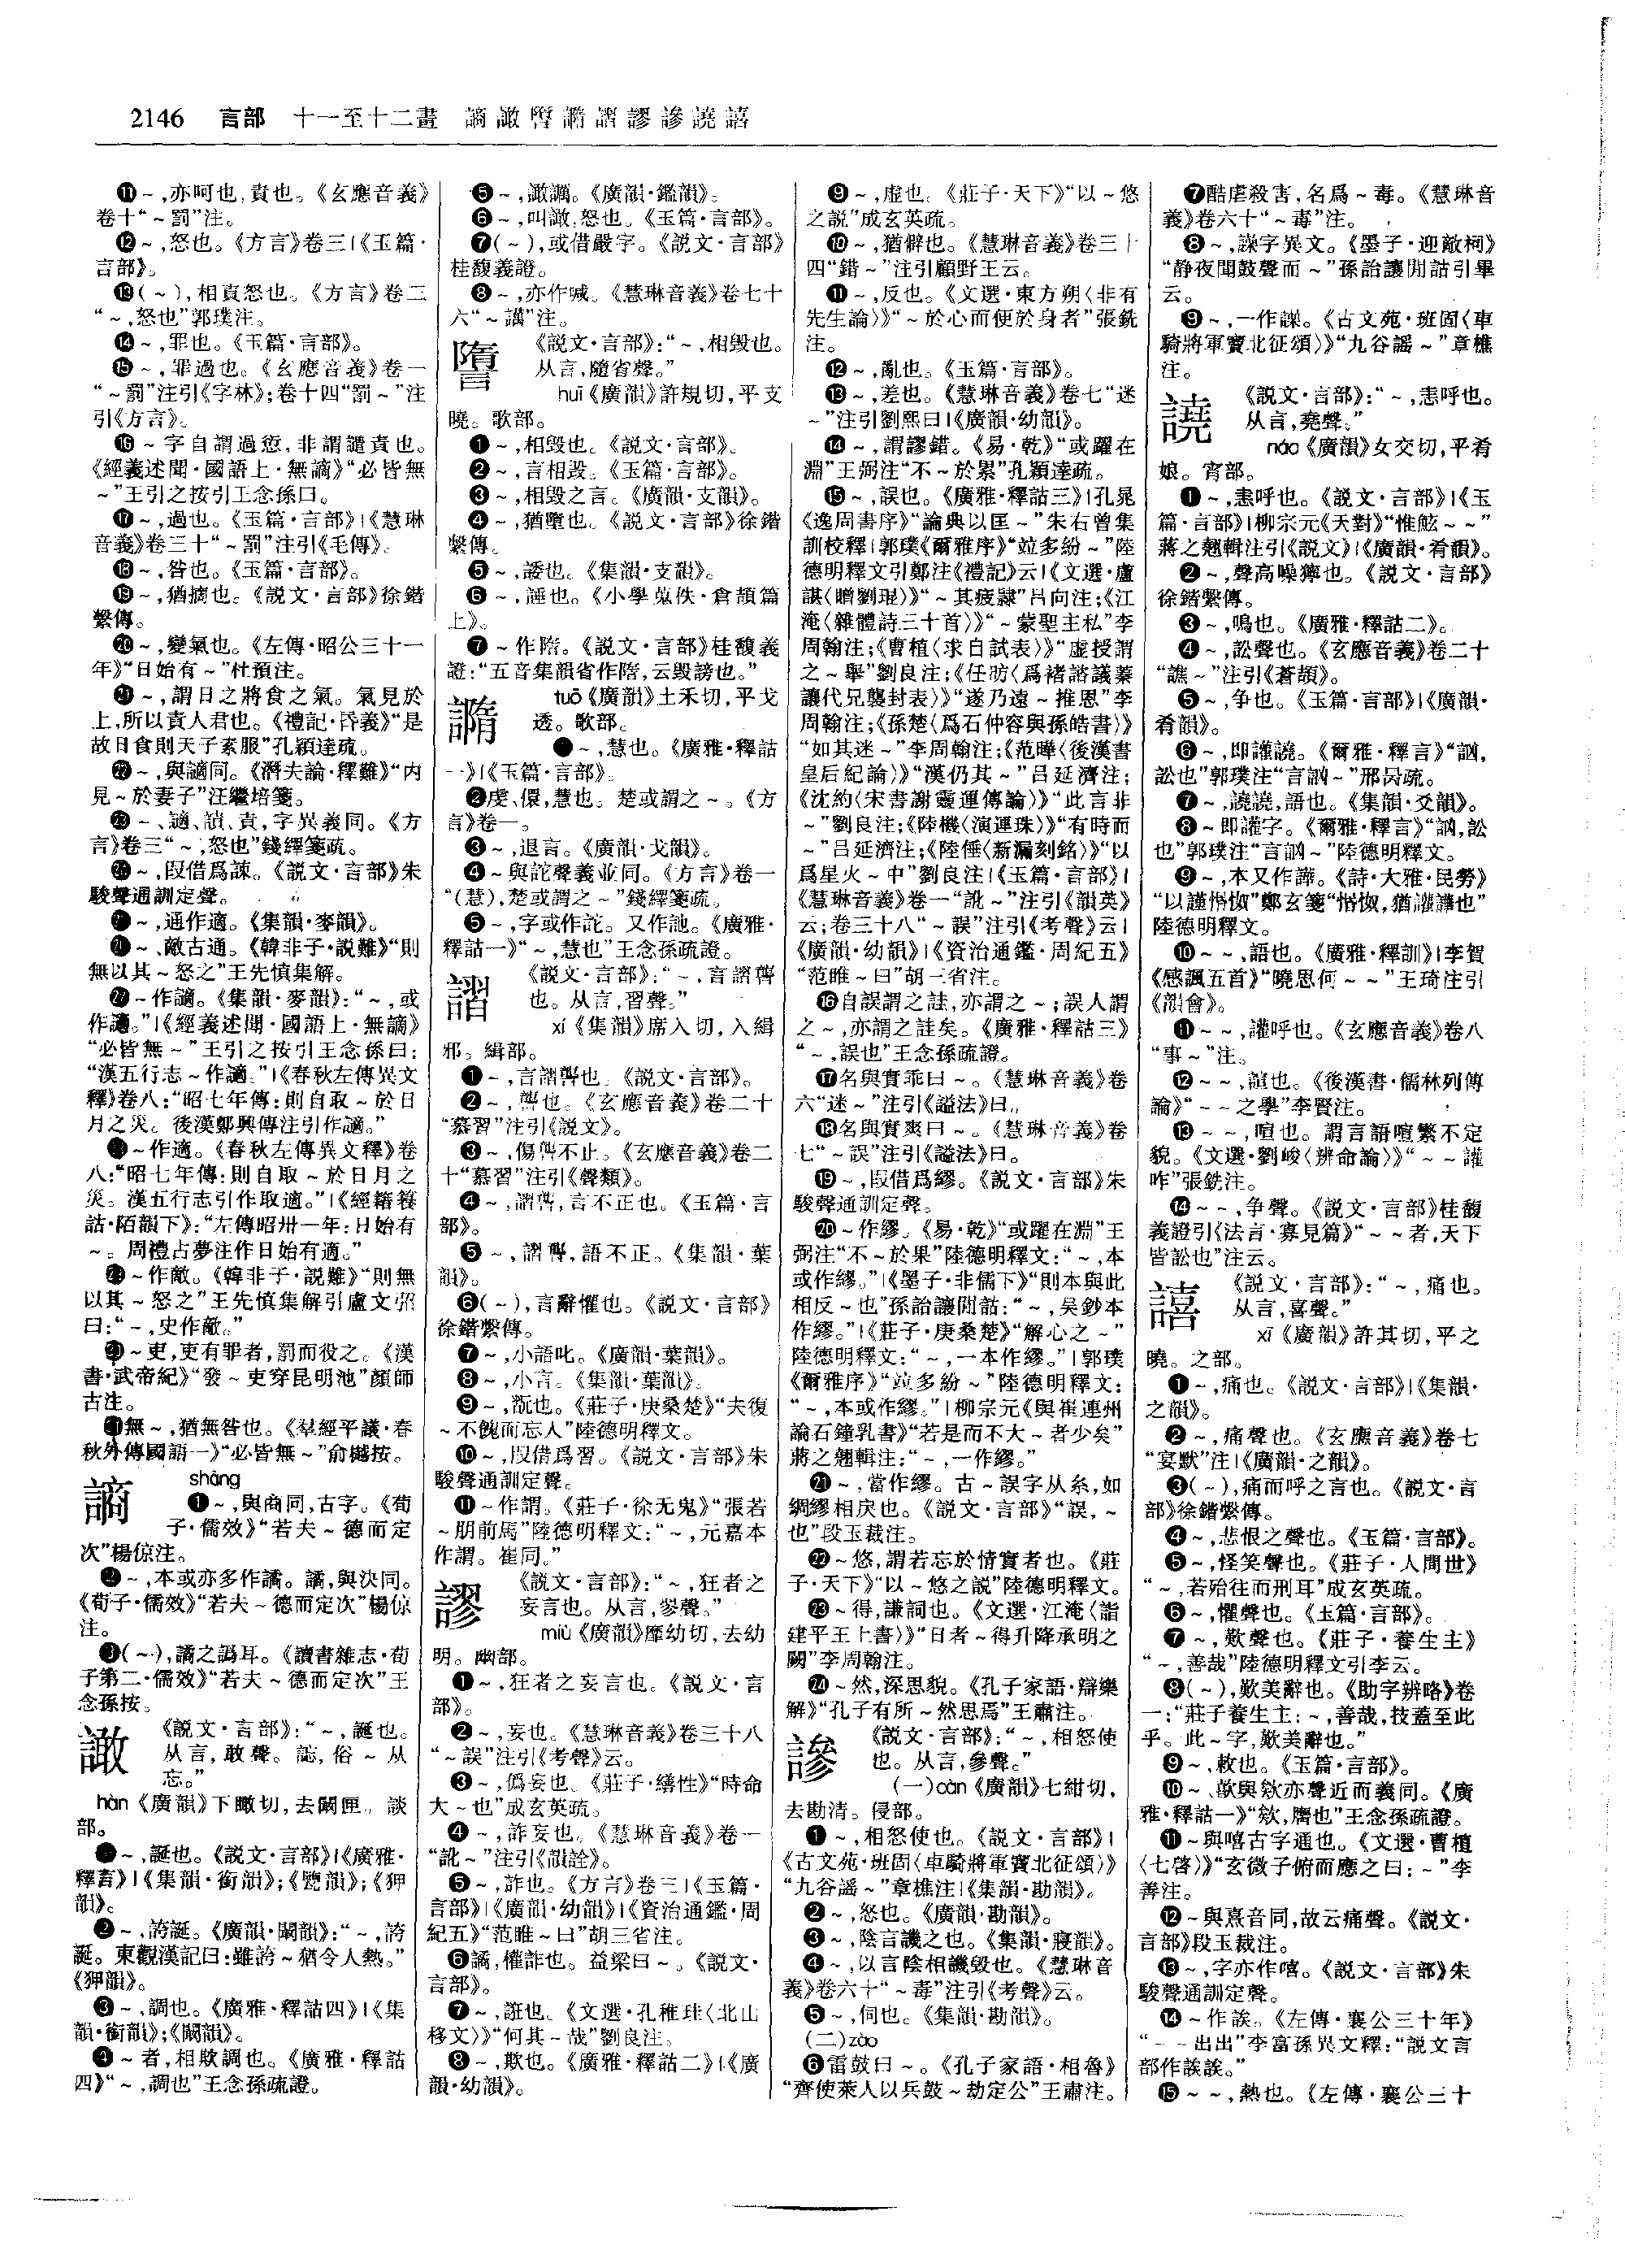 2146 言部 十一至十二畫 謪譀䜐譑謵謬謲譊譆
⓫～,亦呵也,責也。《玄應音義》
卷十“～罰”注。
⓬～,怒也。《方言》卷三|《玉篇·
言部》。
⓭(～),相責怒也。《方言》卷三
“～,怒也”郭璞注。
⓮～,罪也。《玉篇·言部》。
⓯～,罪過也。《玄應音義》卷一
“～罰”注引《字林》;卷十四“罰～”注
引《方言》。
⓰～字自謂過愆,非謂譴責也。
《經義述聞·國語上·無謫》“必皆無
～”王引之按引王念孫曰。
⓱～,過也。《玉篇·言部》|《慧琳
音義》卷三十“～罰”注引《毛傳》。
⓲～,咎也。《玉篇·言部》。
⓳～,猶摘也。《説文·言部》徐鍇
繫傳。
⓴～,變氣也。《左傳·昭公三十一
年》“日始有～”杜預注。
㉑～,謂日之將食之氣。氣見於
上,所以責人君也。《禮記·昏義》“是
故日食則天子素服”孔穎達疏。
㉒～,與讁同。《潛夫論·釋難》“内
見～於妻子”汪繼培箋。
㉓～、讁、謮、責,字異義同。《方
言》卷三“～,怒也”錢繹箋疏。
㉔～,叚借爲諫。《説文·言部》朱
駿聲通訓定聲。
㉕～,通作適。《集韻·麥韻》。
㉖～、敵古通。《韓非子·説難》“則
無以其～怒之”王先慎集解。
㉗～作讁。《集韻·麥韻》:“～,或
作讁。”|《經義述聞·國語上·無謫》
“必皆無～”王引之按引王念孫曰:
“漢五行志～作讁。”|《春秋左傳異文
釋》卷八:“昭七年傳:則自取～於日
月之災。後漢鄭興傳注引作讁。”
㉘～作適。《春秋左傳異文釋》卷
八:“昭七年傳:則自取～於日月之
災。漢五行志引作取適。”|《經籍籑
詁·陌韻下》:“左傳昭卅一年:日始有
～。周禮占夢注作日始有適。”
㉙～作敵。《韓非子·説難》“則無
以其～怒之”王先慎集解引盧文弨
曰:“～,史作敵。”
㉚～吏,吏有罪者,罰而役之。《漢
書·武帝紀》“發～吏穿昆明池”顔師
古注。
㉛無～,猶無咎也。《羣經平議·春
秋外傳國語一》“必皆無～”俞樾按。
謪 shāng
❶～,與商同,古字。《荀
子·儒效》“若夫～德而定
次”楊倞注。
❷～,本或亦多作譎。譎,與決同。
《荀子·儒效》“若夫～德而定次”楊倞
注。
❸(～),譎之譌耳。《讀書雜志·荀
子第二·儒效》“若夫～德而定次”王
念孫按。
譀 《説文·言部》:“～,誕也。
从言,敢聲。䛞,俗～从
忘。”
hàn《廣韻》下瞰切,去闞匣。談
部。
❶～,誕也。《説文·言部》|《廣雅·
釋言》|《集韻·銜韻》;《覽韻》;《狎
韻》。
❷～,誇誕。《廣韻·闞韻》:“～,誇
誕。東觀漢記曰:雖誇～猶令人熱。”
《狎韻》。
❸～,調也。《廣雅·釋詁四》|《集
韻·銜韻》;《闞韻》。
❹～者,相欺調也。《廣雅·釋詁
四》“～,調也”王念孫疏證。
❺～,譀䜕。《廣韻·鑑韻》。
❻～,叫譀,怒也。《玉篇·言部》。
❼(～),或借嚴字。《説文·言部》
桂馥義證。
❽～,亦作喊。《慧琳音義》卷七十
六“～講”注。
䜐 《説文·言部》:“～,相毀也。
从言,隨省聲。”
huī《廣韻》許規切,平支
曉。歌部。
❶～,相毀也。《説文·言部》。
❷～,言相毀。《玉篇·言部》。
❸～,相毀之言。《廣韻·支韻》。
❹～,猶墮也。《説文·言部》徐鍇
繫傳。
❺～,諉也。《集韻·支韻》。
❻～,諈也。《小學蒐佚·倉頡篇
上》。
❼～作隋。《説文·言部》桂馥義
證:“五音集韻省作隋,云毀謗也。”
tuǒ《廣韻》土禾切,平戈
透。歌部。
❶～,慧也。《廣雅·釋詁
一》|《玉篇·言部》。
❷虔、儇,慧也。楚或謂之～。《方
言》卷一。
❸～,退言。《廣韻·戈韻》。
❹～與詑聲義並同。《方言》卷一
“(慧),楚或謂之～”錢繹箋疏。
❺～,字或作詑。又作訑。《廣雅·
釋詁一》“～,慧也”王念孫疏證。
謵 《説文·言部》:“～,言謵讋
也。从言,習聲。”
xí《集韻》席入切,入緝
邪。緝部。
❶～,言謵讋也。《説文·言部》。
❷～,讋也。《玄應音義》卷二十
“慕習”注引《説文》。
❸～,傷讋不止。《玄應音義》卷二
十“慕習”注引《聲類》。
❹～,謵讋,言不正也。《玉篇·言
部》。
❺～,謵讋,語不正。《集韻·葉
韻》。
❻(～),言辭懼也。《説文·言部》
徐鍇繫傳。
❼～,小語叱。《廣韻·葉韻》。
❽～,小言。《集韻·葉韻》。
❾～,翫也。《莊子·庚桑楚》“夫復
～不餽而忘人”陸德明釋文。
❿～,叚借爲習。《説文·言部》朱
駿聲通訓定聲。
⓫～作謂。《莊子·徐无鬼》“張若
～朋前馬”陸德明釋文:“～,元嘉本
作謂。崔同。”
謬 《説文·言部》:“～,狂者之
妄言也。从言,翏聲。”
miù《廣韻》靡幼切,去幼
明。幽部。
❶～,狂者之妄言也。《説文·言
部》。
❷～,妄也。《慧琳音義》卷三十八
“～誤”注引《考聲》云。
❸～,僞妄也。《莊子·繕性》“時命
大～也”成玄英疏。
❹～,詐妄也。《慧琳音義》卷一
“訛～”注引《韻詮》。
❺～,詐也。《方言》卷三|《玉篇·
言部》|《廣韻·幼韻》|《資治通鑑·周
紀五》“范睢～曰”胡三省注。
❻譎,權詐也。益梁曰～。《説文·
言部》。
❼～,誑也。《文選·孔稚珪〈北山
移文〉》“何其～哉”劉良注。
❽～,欺也。《廣雅·釋詁二》|《廣
韻·幼韻》。
❾～,虚也。《莊子·天下》“以～悠
之説”成玄英疏。
❿～,猶僻也。《慧琳音義》卷三十
四“錯～”注引顧野王云。
⓫～,反也。《文選·東方朔〈非有
先生論〉》“～於心而便於身者”張銑
注。
⓬～,亂也。《玉篇·言部》。
⓭～,差也。《慧琳音義》卷七“迷
～”注引劉熙曰|《廣韻·幼韻》。
⓮～,謂謬錯。《易·乾》“或躍在
淵”王弼注“不～於累”孔穎達疏。
⓯～,誤也。《廣雅·釋詁三》|孔晁
《逸周書序》“論典以匡～”朱右曾集
訓校釋|郭璞《爾雅序》“竝多紛～”陸
德明釋文引鄭注《禮記》云|《文選·盧
諶〈贈劉琨〉》“～其疲隸”吕向注;《江
淹〈雜體詩三十首〉》“～蒙聖主私”李
周翰注;《曹植〈求自試表〉》“虚授謂
之～舉”劉良注;《任昉〈爲褚諮議蓁
讓代兄襲封表〉》“遂乃遠～推恩”李
周翰注;《孫楚〈爲石仲容與孫皓書〉》
“如其迷～”李周翰注;《范曄〈後漢書
皇后紀論〉》“漢仍其～”吕延濟注;
《沈約〈宋書謝靈運傳論〉》“此言非
～”劉良注;《陸機〈演連珠〉》“有時而
～”吕延濟注;《陸倕〈新漏刻銘〉》“以
爲星火～中”劉良注|《玉篇·言部》|
《慧琳音義》卷一“訛～”注引《韻英》
云;卷三十八“～誤”注引《考聲》云|
《廣韻·幼韻》|《資治通鑑·周紀五》
“范睢～曰”胡三省注。
⓰自誤謂之詿,亦謂之～;誤人謂
之～,亦謂之詿矣。《廣雅·釋詁三》
“～,誤也”王念孫疏證。
⓱名與實乖曰～。《慧琳音義》卷
六“迷～”注引《謚法》曰。
⓲名與實爽曰～。《慧琳音義》卷
七“～誤”注引《謚法》曰。
⓳～,叚借爲繆。《説文·言部》朱
駿聲通訓定聲。
⓴～作繆。《易·乾》“或躍在淵”王
弼注“不～於果”陸德明釋文:“～,本
或作繆。”|《墨子·非儒下》“則本與此
相反～也”孫詒讓閒詁:“～,吴鈔本
作繆。”|《莊子·庚桑楚》“解心之～”
陸德明釋文:“～,一本作繆。”|郭璞
《爾雅序》“竝多紛～”陸德明釋文:
“～,本或作繆。”|柳宗元《與崔連州
論石鐘乳書》“若是而不大～者少矣”
蔣之翹輯注:“～,一作繆。”
㉑～,當作繆。古～誤字从糸,如
綢繆相戾也。《説文·言部》“誤,～
也”段玉裁注。
㉒～悠,謂若忘於情實者也。《莊
子·天下》“以～悠之説”陸德明釋文。
㉓～得,謙詞也。《文選·江淹〈詣
建平王上書〉》“日者～得升降承明之
闕”李周翰注。
㉔～然,深思貌。《孔子家語·辯樂
解》“孔子有所～然思焉”王肅注。
謲 《説文·言部》:“～,相怒使
也。从言,參聲。”
(一)càn《廣韻》七紺切,
去勘清。侵部。
❶～,相怒使也。《説文·言部》|
《古文苑·班固〈車騎將軍竇北征頌〉》
“九谷謡～”章樵注|《集韻·勘韻》。
❷～,怒也。《廣韻·勘韻》。
❸～,陰言譏之也。《集韻·寢韻》。
❹～,以言陰相譏毀也。《慧琳音
義》卷六十“～毒”注引《考聲》云。
❺～,伺也。《集韻·勘韻》。
(二)zào
❻雷鼓曰～。《孔子家語·相魯》
“齊使萊人以兵鼓～劫定公”王肅注。
❼酷虐殺害,名爲～毒。《慧琳音
義》卷六十“～毒”注。
❽～,譟字異文。《墨子·迎敵祠》
“静夜聞鼓聲而～”孫詒讓閒詁引畢
云。
❾～,一作謀。《古文苑·班固〈車
騎將軍竇北征頌〉》“九谷謡～”章樵
注。
譊 《説文·言部》:“～,恚呼也。
从言,堯聲。”
náo《廣韻》女交切,平肴
娘。宵部。
❶～,恚呼也。《説文·言部》|《玉
篇·言部》|柳宗元《天對》“惟鮌～～”
蔣之翹輯注引《説文》|《廣韻·肴韻》。
❷～,聲高噪獰也。《説文·言部》
徐鍇繫傳。
❸～,鳴也。《廣雅·釋詁二》。
❹～,訟聲也。《玄應音義》卷二十
“譙～”注引《蒼頡》。
❺～,争也。《玉篇·言部》|《廣韻·
肴韻》。
❻～,即讙譊。《爾雅·釋言》“訩,
訟也”郭璞注“言訩～”邢昺疏。
❼～,譊譊,語也。《集韻·爻韻》。
❽～即讙字。《爾雅·釋言》“訩,訟
也”郭璞注“言訩～”陸德明釋文。
❾～,本又作譁。《詩·大雅·民勞》
“以謹惽怓”鄭玄箋“惽怓,猶讙譊也”
陸德明釋文。
❿～～,語也。《廣雅·釋訓》|李賀
《感諷五首》“曉思何～～”王琦注引
《韻會》。
⓫～～,讙呼也。《玄應音義》卷八
“事～”注。
⓬～～,諠也。《後漢書·儒林列傳
論》“～～之學”李賢注。
⓭～～,喧也。謂言語喧繁不定
貌。《文選·劉峻〈辨命論〉》“～～讙
咋”張銑注。
⓮～～,争聲。《説文·言部》桂馥
義證引《法言·寡見篇》“～～者,天下
皆訟也”注云。
譆 《説文·言部》:“～,痛也。
从言,喜聲。”
xī《廣韻》許其切,平之
曉。之部。
❶～,痛也。《説文·言部》|《集韻·
之韻》。
❷～,痛聲也。《玄應音義》卷七
“宴默”注|《廣韻·之韻》。
❸(～),痛而呼之言也。《説文·言
部》徐鍇繫傳。
❹～,悲恨之聲也。《玉篇·言部》。
❺～,怪笑聲也。《莊子·人間世》
“～,若殆往而刑耳”成玄英疏。
❻～,懼聲也。《玉篇·言部》。
❼～,歎聲也。《莊子·養生主》
“～,善哉”陸德明釋文引李云。
❽(～),歎美辭也。《助字辨略》卷
一:“莊子養生主:～,善哉,技蓋至此
乎。此～字,歎美辭也。”
❾～,敕也。《玉篇·言部》。
❿～、歖與欸亦聲近而義同。《廣
雅·釋詁一》“欸,譍也”王念孫疏證。
⓫～與嘻古字通也。《文選·曹植
〈七啓〉》“玄微子俯而應之曰:～”李
善注。
⓬～與熹音同,故云痛聲。《説文·
言部》段玉裁注。
⓭～,字亦作嘻。《説文·言部》朱
駿聲通訓定聲。
⓮～作誒。《左傳·襄公三十年》
“～～出出”李富孫異文釋:“説文言
部作誒誒。”
⓯～～,熱也。《左傳·襄公三十